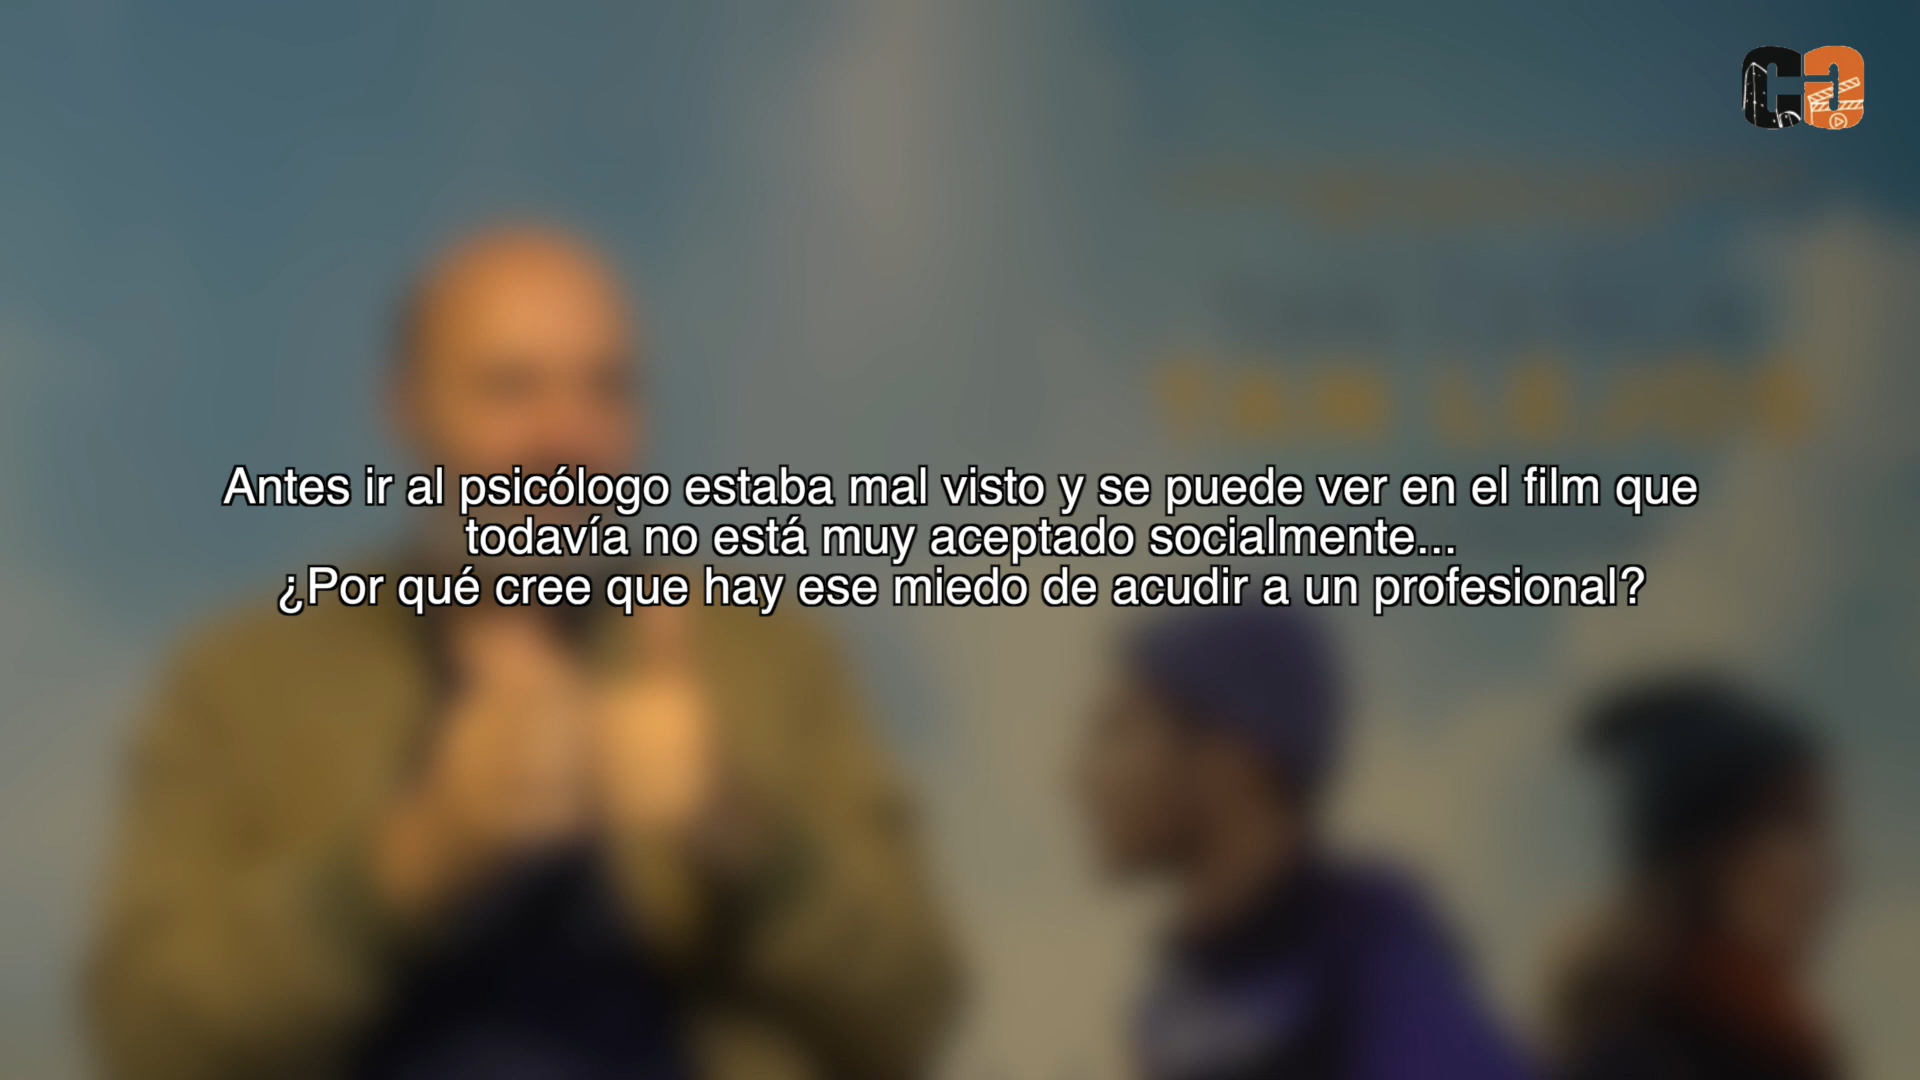 Antes ir al psicólogo estaba mal visto y se puede ver en el film que
todavía no está muy aceptado socialmente...
¿Por qué cree que hay ese miedo de acudir a un profesional?